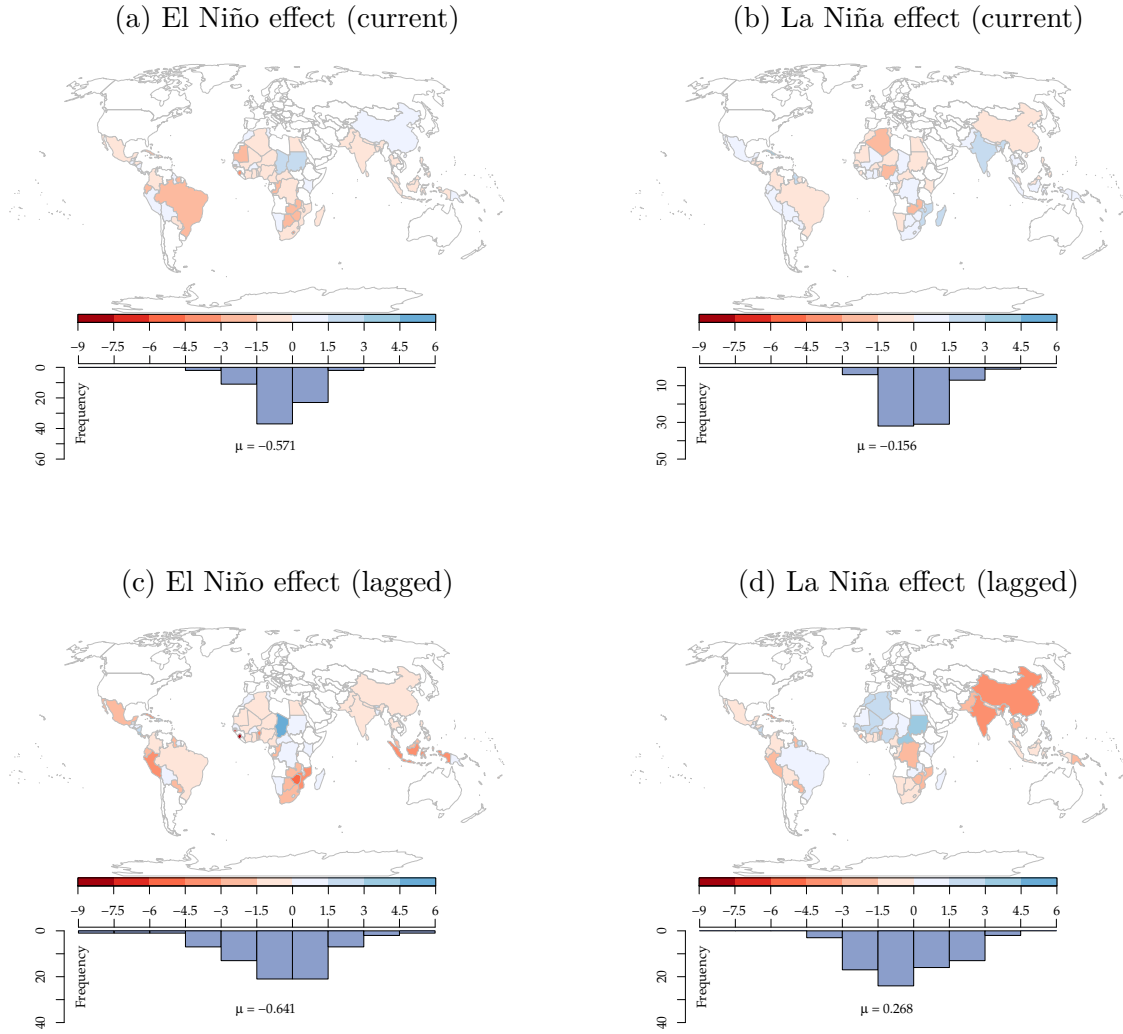 (a) El Niño effect (current)
−9 −7.5 −6 −4.5 −3 −1.5 0 1.5 3 4.5 6
Frequency
0 20 40 60
μ = −0.571
(b) La Niña effect (current)
−9 −7.5 −6 −4.5 −3 −1.5 0 1.5 3 4.5 6
Frequency
10 30 50
μ = −0.156
(c) El Niño effect (lagged)
−9 −7.5 −6 −4.5 −3 −1.5 0 1.5 3 4.5 6
Frequency
0 20 40
μ = −0.641
(d) La Niña effect (lagged)
−9 −7.5 −6 −4.5 −3 −1.5 0 1.5 3 4.5 6
Frequency
0 20 40
μ = 0.268